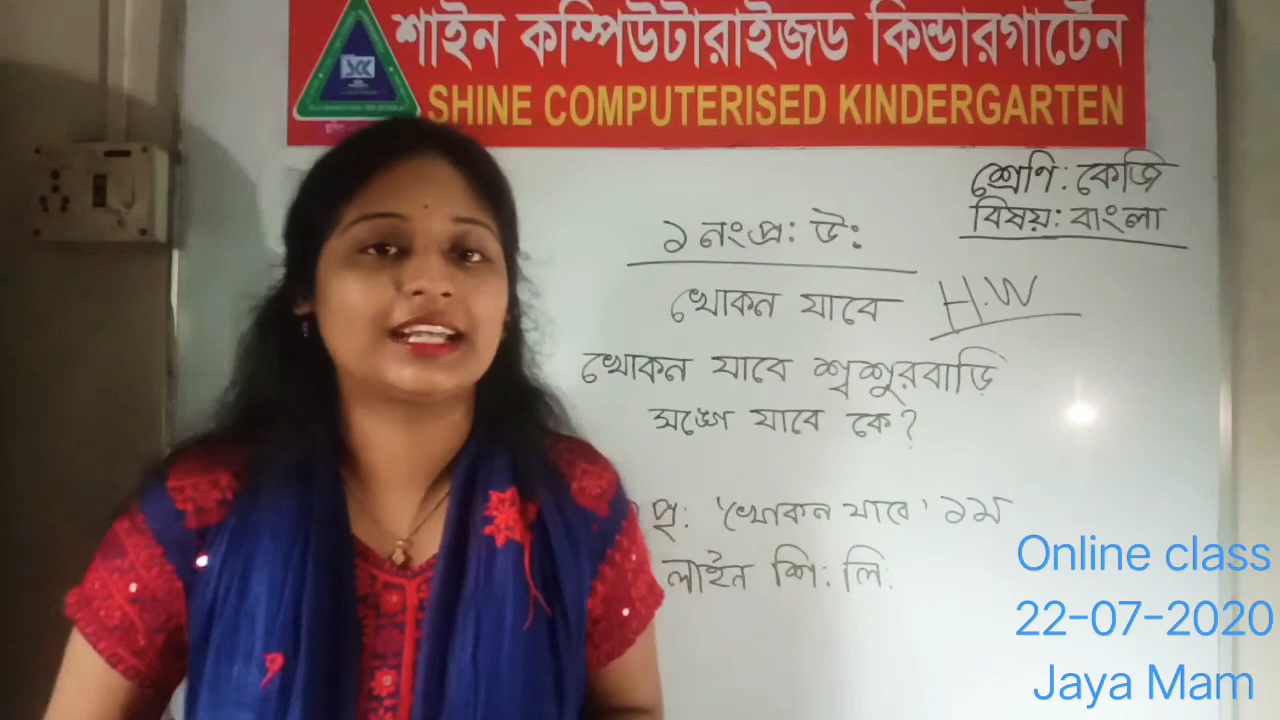 শাইন কম্পিউটারাইজড কিন্ডারগার্টেন
SHINE COMPUTERISED KINDERGARTEN
শ্রেণি: কেজি
বিষয়: বাংলা
১ নং প্র: উ:
খোকন যাবে H.W
খোকন যাবে শ্বশুরবাড়ি
সঙ্গে যাবে কে?
প্র: 'খোকন যাবে' ১ম
লাইন শি: লি:
Online class
22-07-2020
Jaya Mam